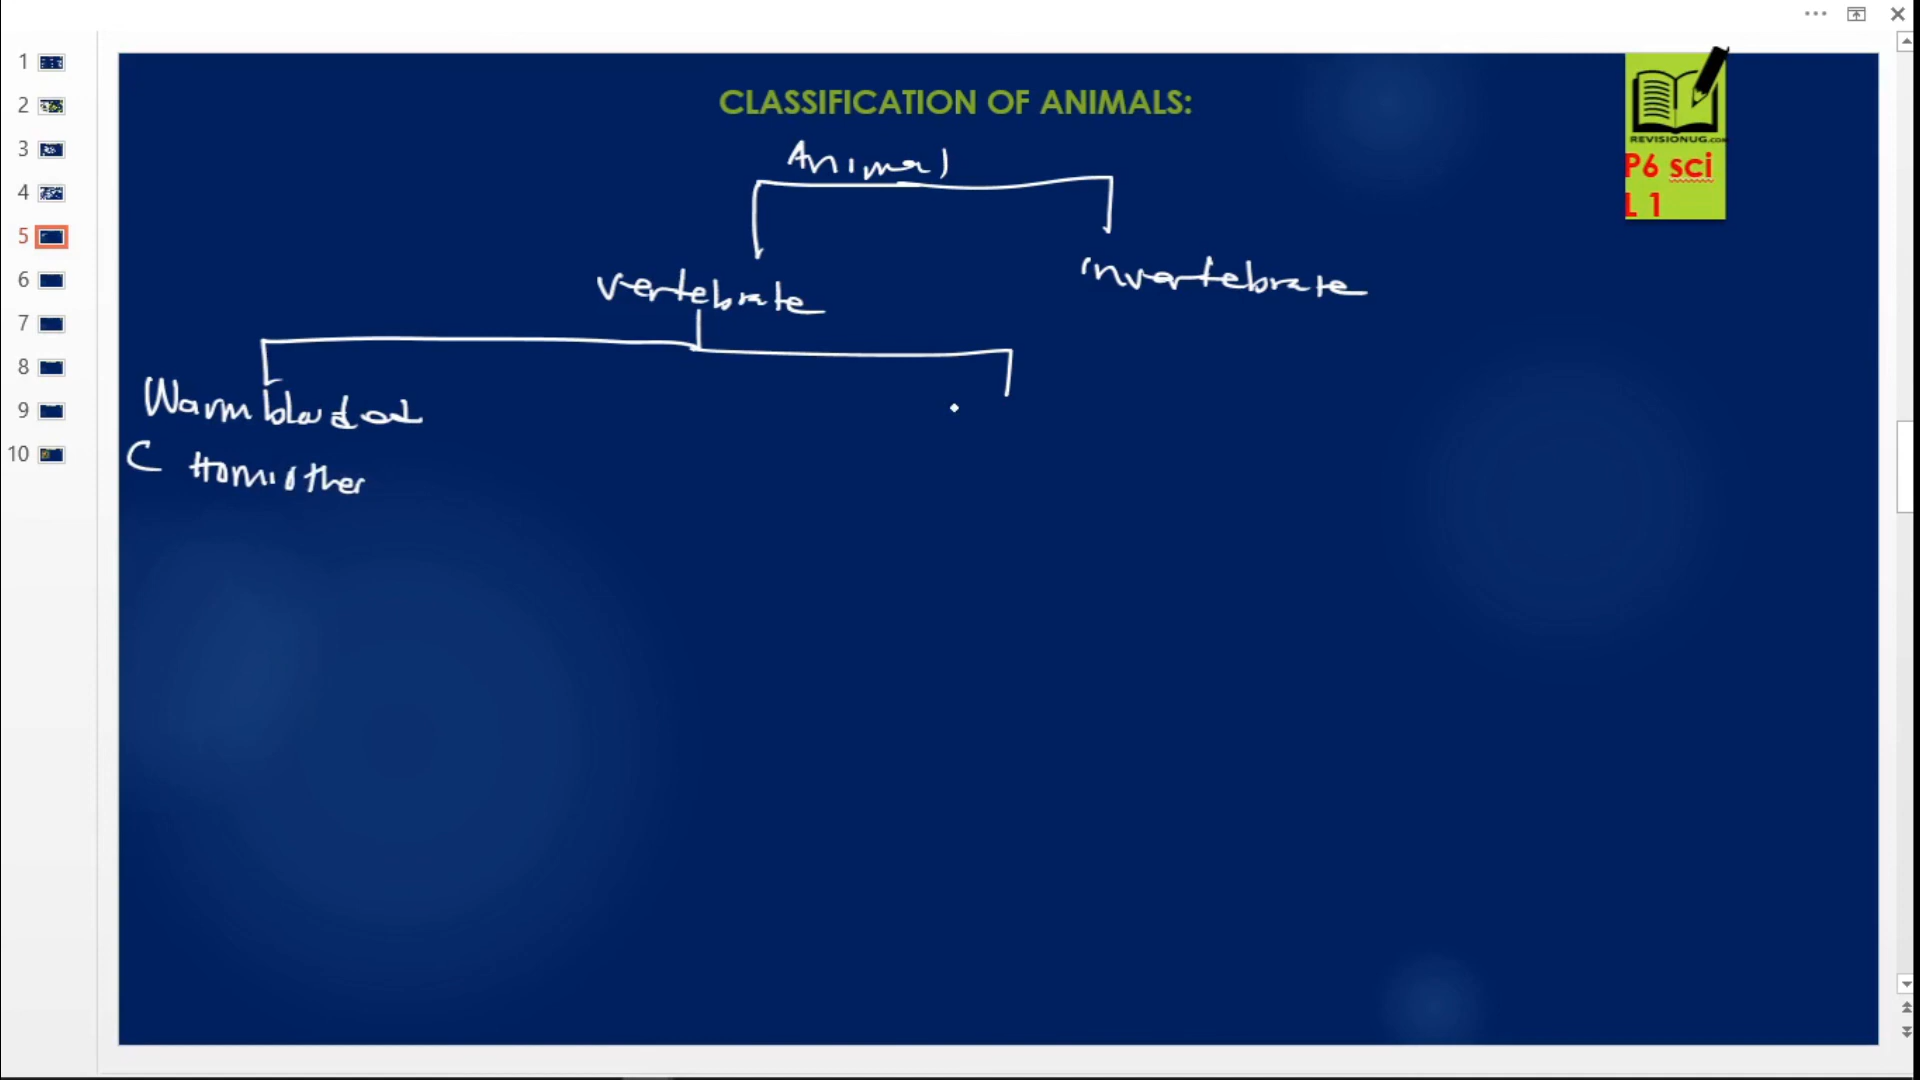 1
2
3
4
5
6
7
8
9
10
CLASSIFICATION OF ANIMALS:
REVISIONUG.com
P6 sci
L 1
Animal
vertebrate
invertebrate
Warm blooded
( Homiother